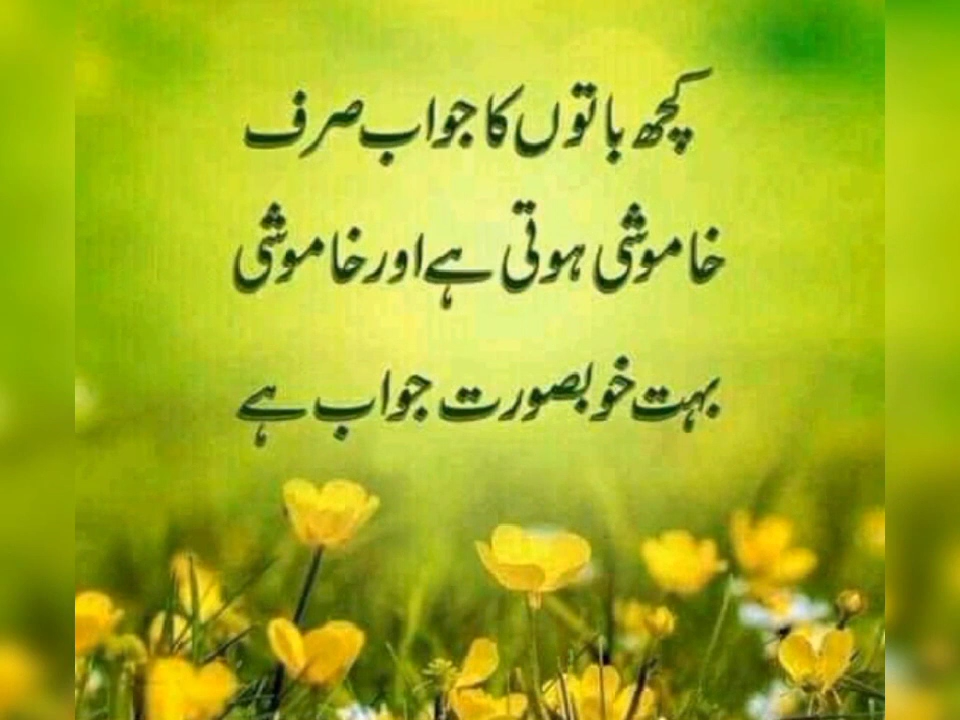 کچھ باتوں کا جواب صرف
خاموشی ہوتی ہے اور خاموشی
بہت خوبصورت جواب ہے